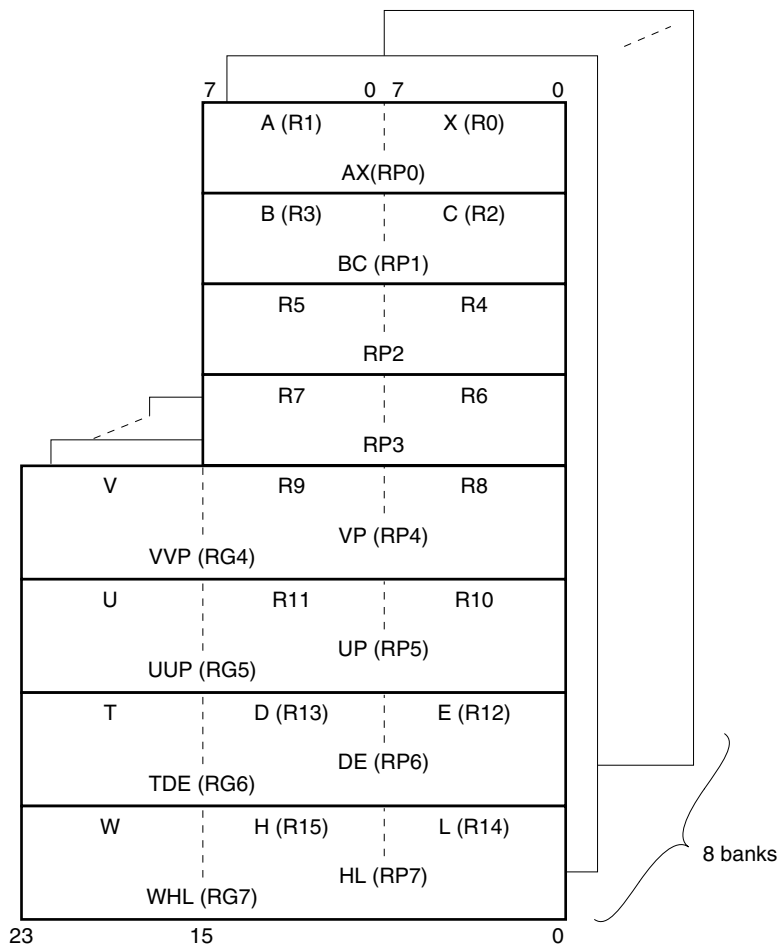 7 0 7 0
A (R1) X (R0)
AX(RP0)
B (R3) C (R2)
BC (RP1)
R5 R4
RP2
R7 R6
RP3
V R9 R8
VP (RP4)
VVP (RG4)
U R11 R10
UP (RP5)
UUP (RG5)
T D (R13) E (R12)
DE (RP6)
TDE (RG6)
W H (R15) L (R14)
8 banks
HL (RP7)
WHL (RG7)
23 15 0